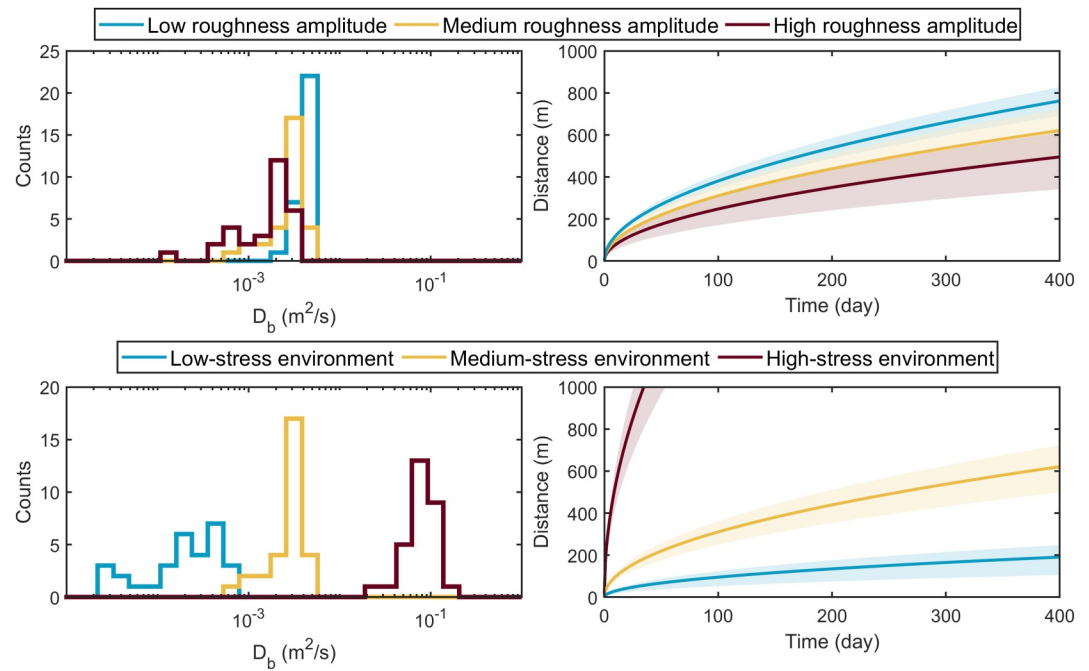 Low roughness amplitude Medium roughness amplitude High roughness amplitude
25
20
15
10
5
0
Counts
10⁻³ 10⁻¹
D_b (m²/s)
1000
800
600
400
200
0
Distance (m)
0 100 200 300 400
Time (day)
Low-stress environment Medium-stress environment High-stress environment
20
15
10
5
0
Counts
10⁻³ 10⁻¹
D_b (m²/s)
1000
800
600
400
200
0
Distance (m)
0 100 200 300 400
Time (day)